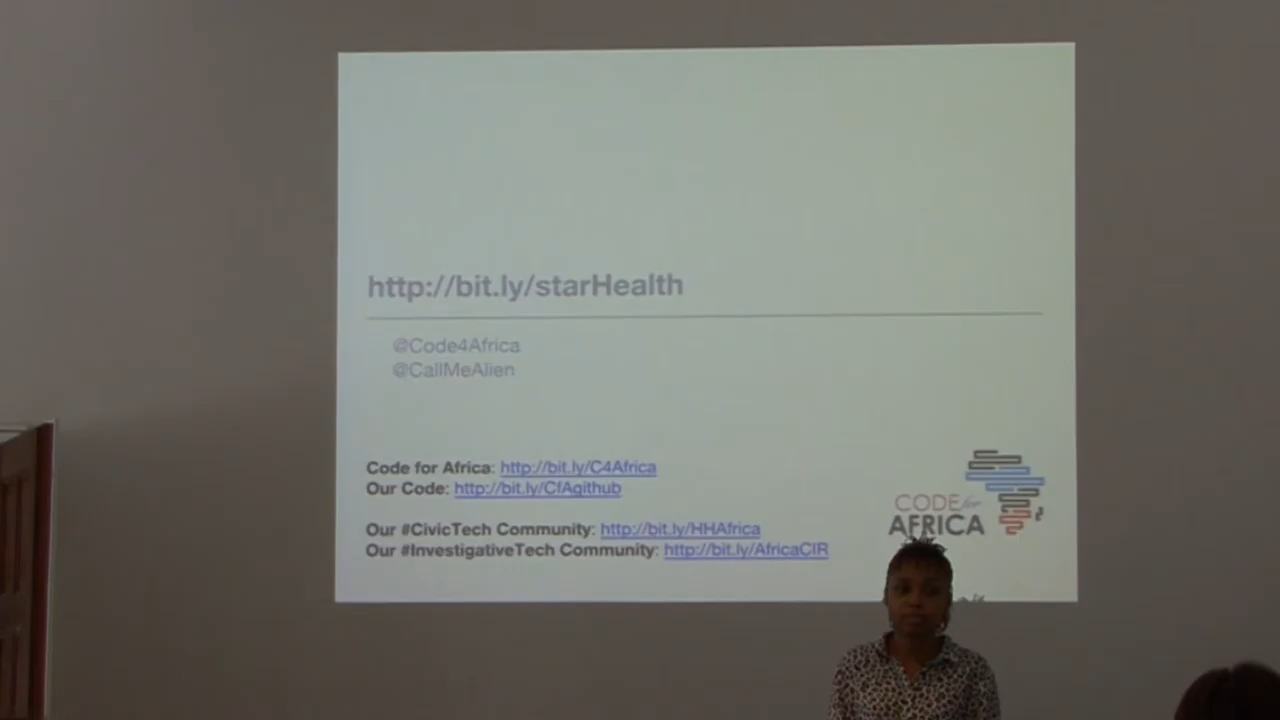 http://bit.ly/starHealth
@Code4Africa
@CallMeAlien
Code for Africa: http://bit.ly/C4Africa
Our Code: http://bit.ly/CfAgithub
Our #CivicTech Community: http://bit.ly/HHAfrica
Our #InvestigativeTech Community: http://bit.ly/AfricaCIR
CODE for
AFRICA